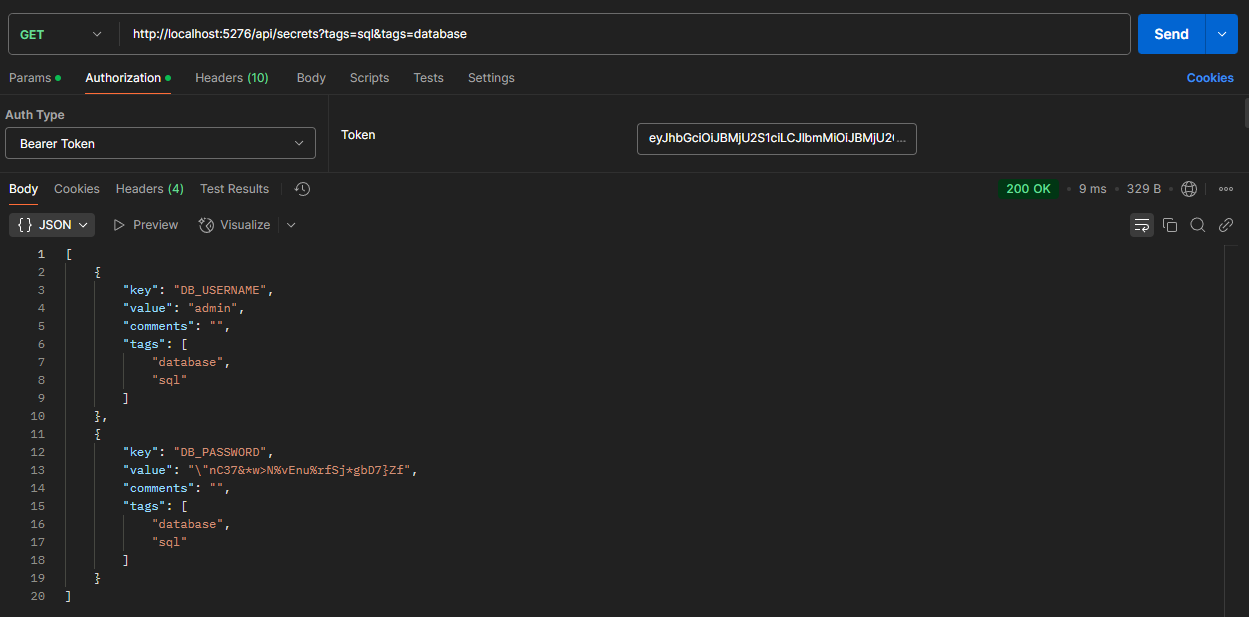 GET http://localhost:5276/api/secrets?tags=sql&tags=database Send
Params Authorization Headers (10) Body Scripts Tests Settings Cookies
Auth Type
Bearer Token
Token eyJhbGciOiJBMjU2S1ciLCJlbmMiOiJBMjU2( ...
Body Cookies Headers (4) Test Results 200 OK 9 ms 329 B
{} JSON Preview Visualize
1 [
2 {
3 "key": "DB_USERNAME",
4 "value": "admin",
5 "comments": "",
6 "tags": [
7 "database",
8 "sql"
9 ]
10 },
11 {
12 "key": "DB_PASSWORD",
13 "value": "\"nC37&*w>N%vEnu%rfSj*gbD7}Zf",
14 "comments": "",
15 "tags": [
16 "database",
17 "sql"
18 ]
19 }
20 ]